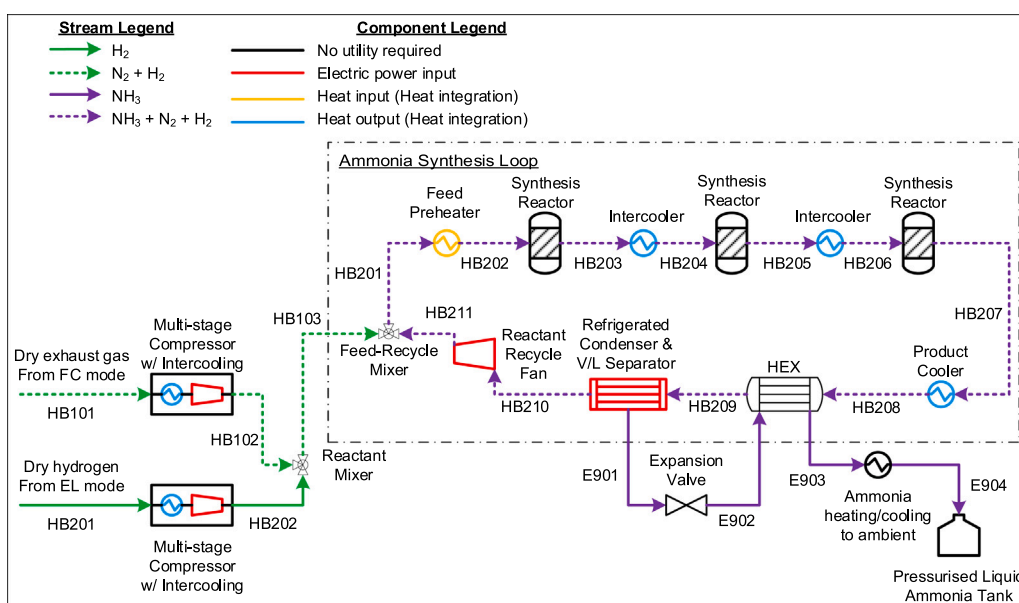 Stream Legend
H2
N2 + H2
NH3
NH3 + N2 + H2
Component Legend
No utility required
Electric power input
Heat input (Heat integration)
Heat output (Heat integration)
Ammonia Synthesis Loop
Feed
Preheater
Synthesis
Reactor
Intercooler
Synthesis
Reactor
Intercooler
Synthesis
Reactor
HB201
HB202
HB203
HB204
HB205
HB206
HB207
HB103
HB211
Feed-Recycle
Mixer
Reactant
Recycle
Fan
HB210
Refrigerated
Condenser &
V/L Separator
HB209
HEX
HB208
Product
Cooler
Multi-stage
Compressor
w/ Intercooling
Dry exhaust gas
From FC mode
HB101
HB102
Reactant
Mixer
Dry hydrogen
From EL mode
HB201
HB202
Multi-stage
Compressor
w/ Intercooling
E901
Expansion
Valve
E902
E903
Ammonia
heating/cooling
to ambient
E904
Pressurised Liquid
Ammonia Tank